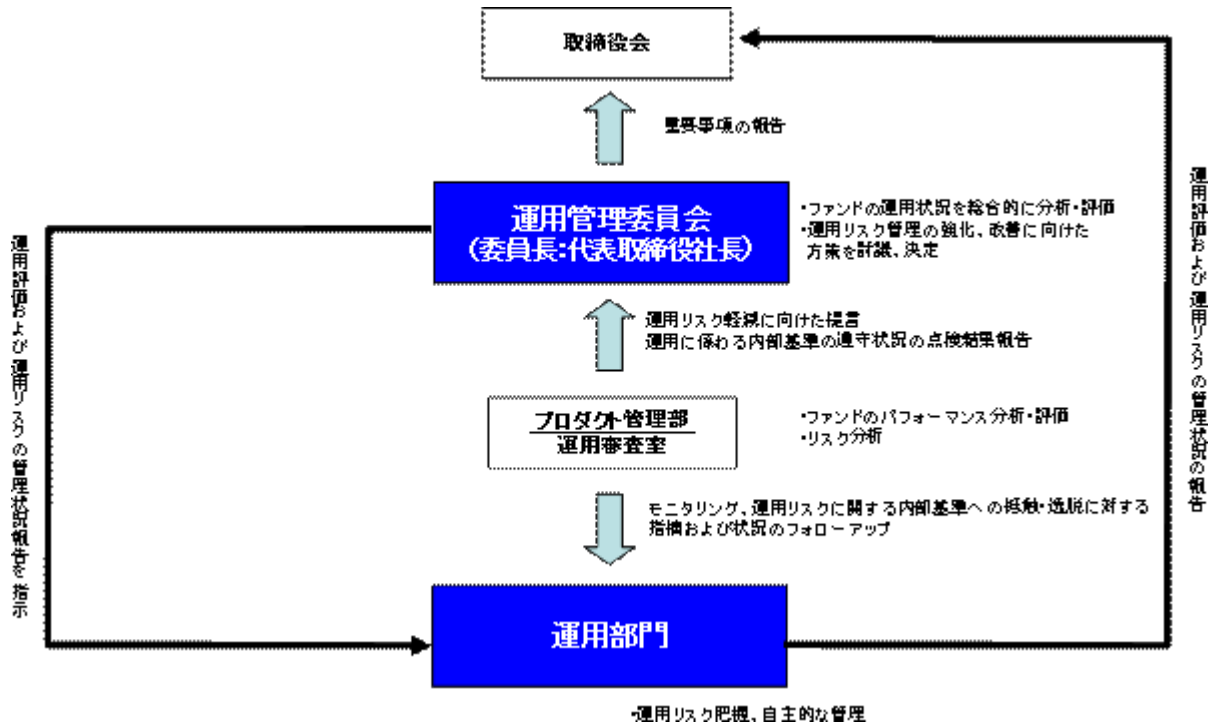 取締役会
重要事項の報告
運用管理委員会
(委員長:代表取締役社長)
・ファンドの運用状況を総合的に分析・評価
・運用リスク管理の強化、改善に向けた
方策を討議、決定
運用リスク軽減に向けた提言
運用に係わる内部基準の遵守状況の点検結果報告
プロダクト管理部
運用審査室
・ファンドのパフォーマンス分析・評価
・リスク分析
モニタリング、運用リスクに関する内部基準への抵触・逸脱に対する
指摘および状況のフォローアップ
運用部門
・運用リスク把握、自主的な管理
運用評価および運用リスクの管理状況報告を指示
運用評価および運用リスクの管理状況の報告